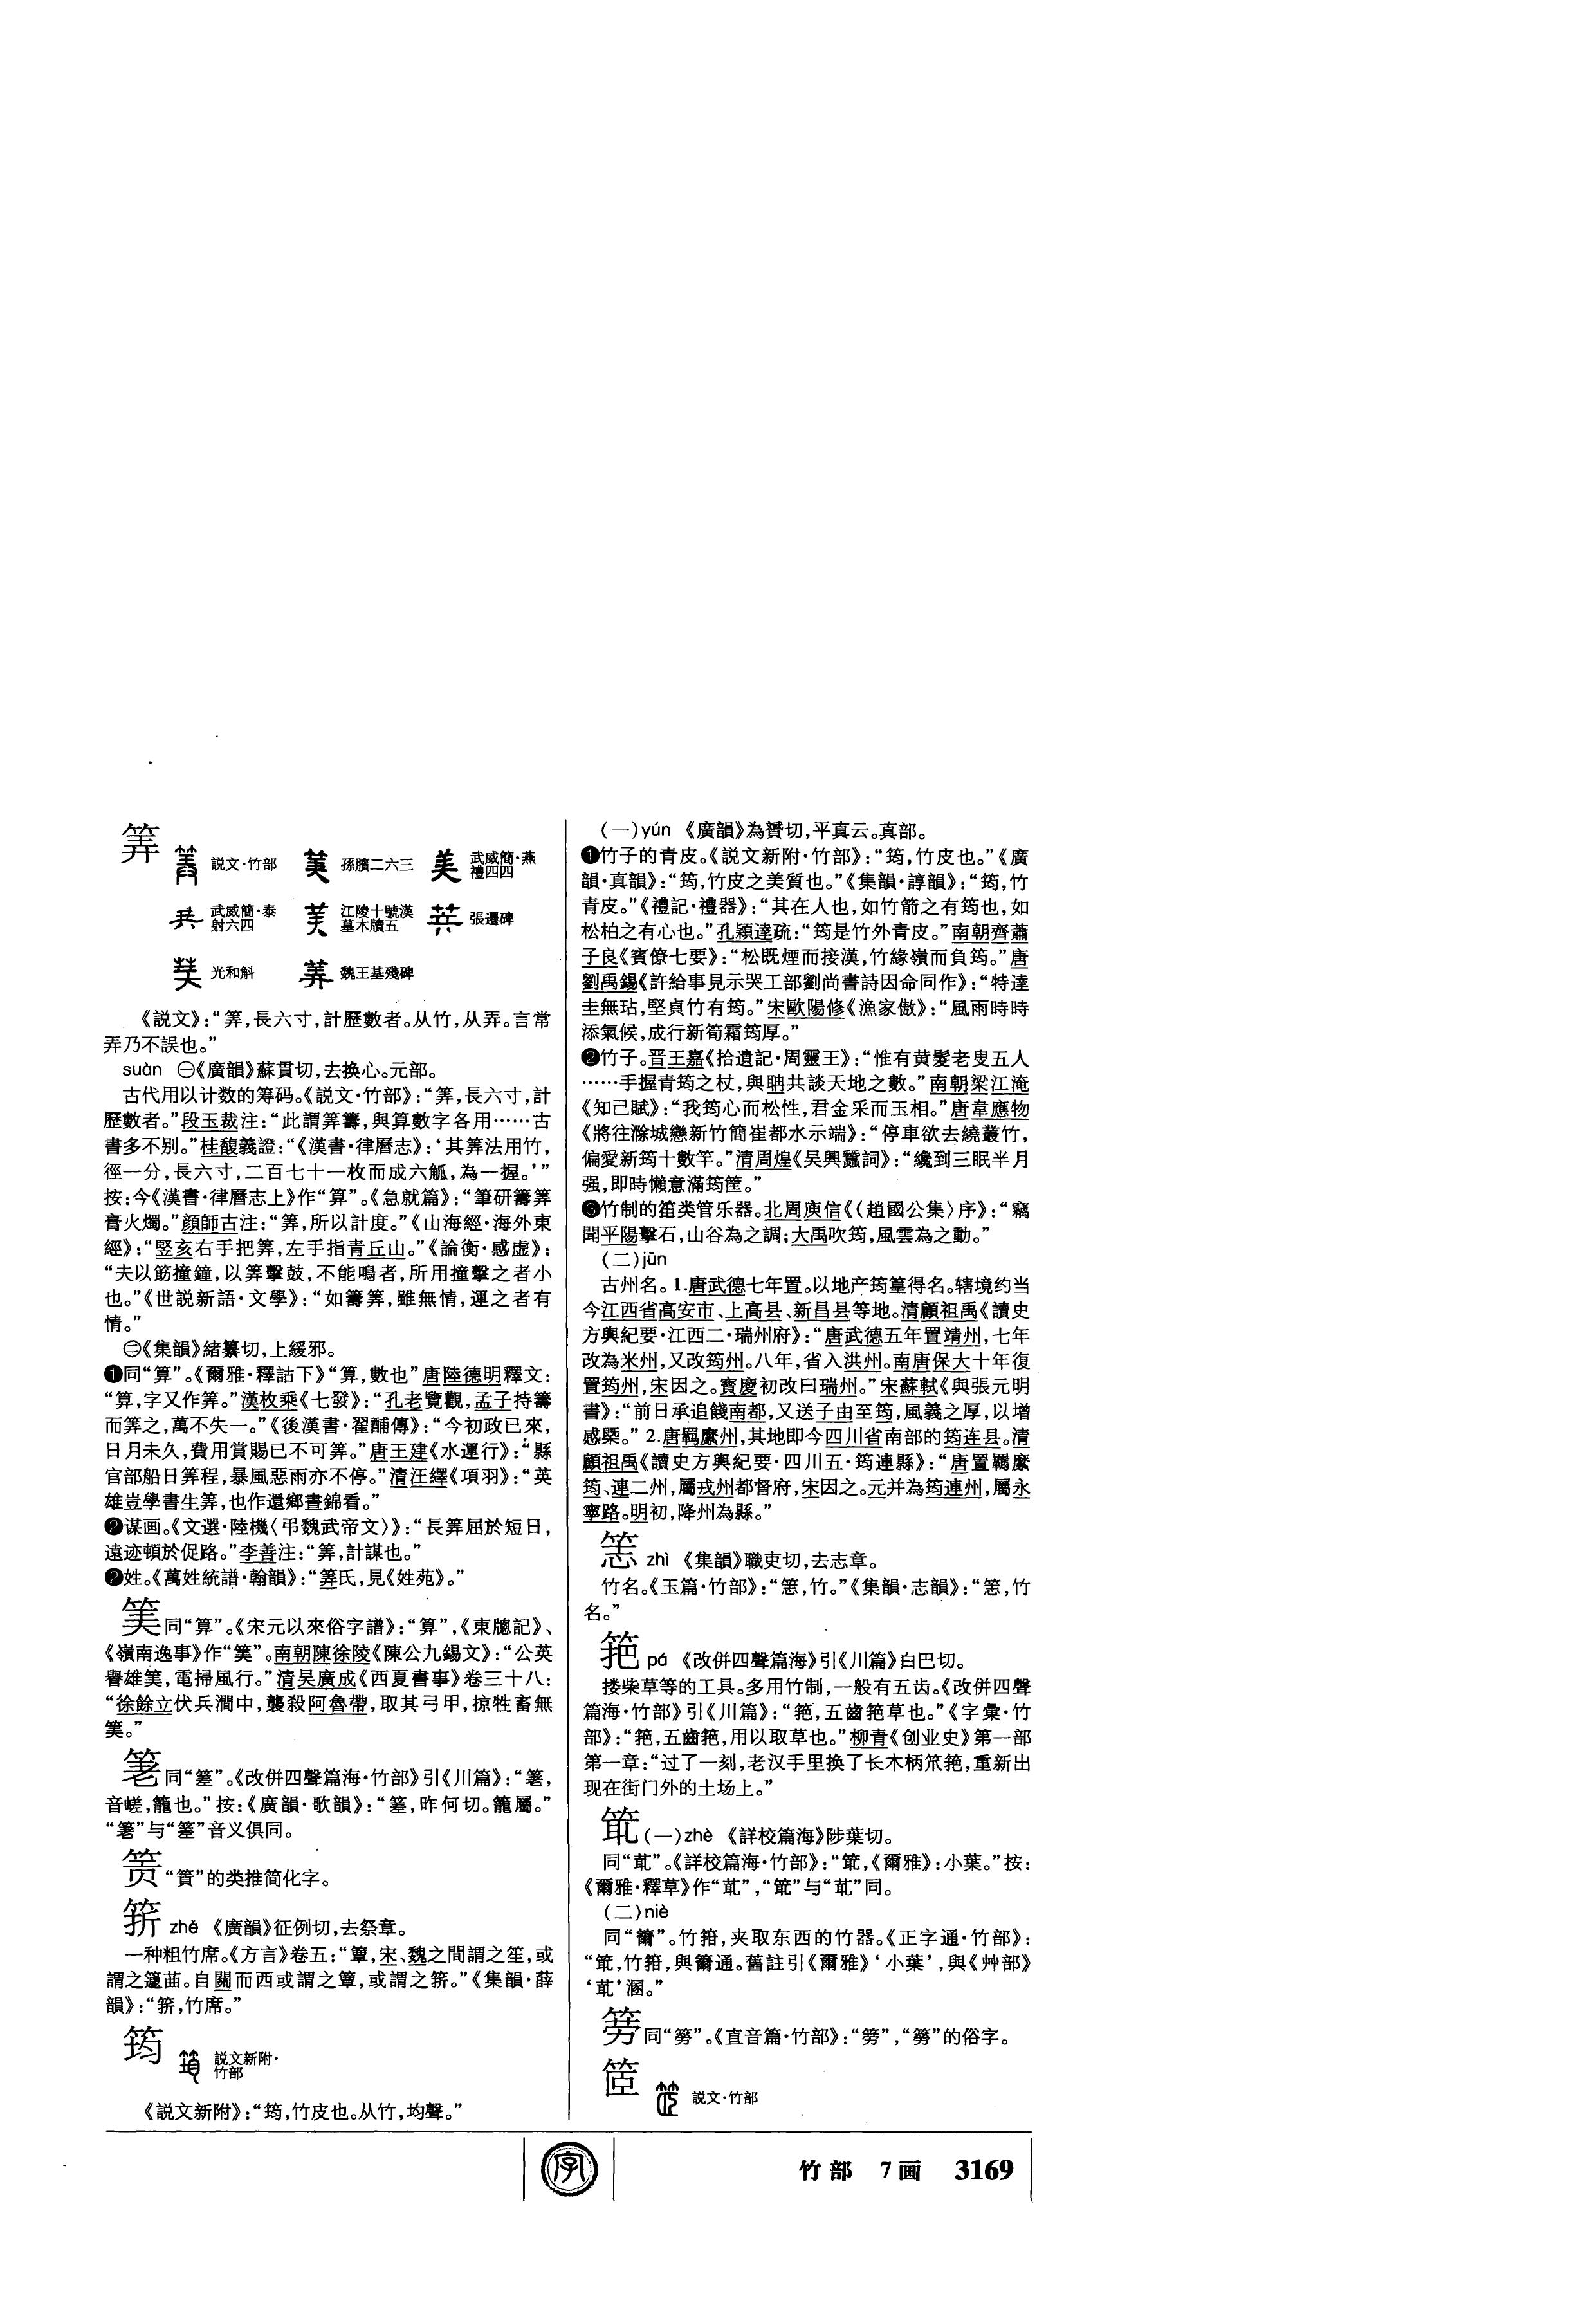 筭
説文·竹部
孫臏二六三
武威簡·燕
禮四四
武威簡·泰
射六四
江陵十號漢
墓木牘五
張遷碑
光和斛
魏王基殘碑
《説文》：“筭，長六寸，計歷數者。从竹，从弄。言常
弄乃不誤也。”
suàn ㊀《廣韻》蘇貫切，去换心。元部。
古代用以计数的筹码。《説文·竹部》：“筭，長六寸，計
歷數者。”段玉裁注：“此謂筭籌，與算數字各用……古
書多不别。”桂馥義證：“《漢書·律曆志》：‘其筭法用竹，
徑一分，長六寸，二百七十一枚而成六觚，為一握。’”
按：今《漢書·律曆志上》作“算”。《急就篇》：“筆研籌筭
膏火燭。”顔師古注：“筭，所以計度。”《山海經·海外東
經》：“竪亥右手把筭，左手指青丘山。”《論衡·感虚》：
“夫以筯撞鐘，以筭擊鼓，不能鳴者，所用撞擊之者小
也。”《世説新語·文學》：“如籌筭，雖無情，運之者有
情。”
㊁《集韻》緒纂切，上緩邪。
❶同“算”。《爾雅·釋詁下》“算，數也”唐陸德明釋文：
“算，字又作筭。”漢枚乘《七發》：“孔老覽觀，孟子持籌
而筭之，萬不失一。”《後漢書·翟酺傳》：“今初政已來，
日月未久，費用賞賜已不可筭。”唐王建《水運行》：“縣
官部船日筭程，暴風惡雨亦不停。”清汪繹《項羽》：“英
雄豈學書生筭，也作還鄉晝錦看。”
❷谋画。《文選·陸機〈弔魏武帝文〉》：“長筭屈於短日，
遠迹頓於促路。”李善注：“筭，計謀也。”
❷姓。《萬姓統譜·翰韻》：“筭氏，見《姓苑》。”
䇲同“算”。《宋元以來俗字譜》：“算”，《東牕記》、
《嶺南逸事》作“䇲”。南朝陳徐陵《陳公九錫文》：“公英
謩雄䇲，電掃風行。”清吴廣成《西夏書事》卷三十八：
“徐餘立伏兵澗中，襲殺阿魯帶，取其弓甲，掠牲畜無
䇲。”
同“䈒”。《改併四聲篇海·竹部》引《川篇》：“
音嵯，籠也。”按：《廣韻·歌韻》：“䈒，昨何切。籠屬。”
与“䈒”音义俱同。
篑“簣”的类推简化字。
䇽 zhé 《廣韻》征例切，去祭章。
一种粗竹席。《方言》卷五：“簟，宋、魏之間謂之笙，或
謂之籧曲。自關而西或謂之簟，或謂之䇽。”《集韻·薛
韻》：“䇽，竹席。”
筠
説文新附·
竹部
《説文新附》：“筠，竹皮也。从竹，均聲。”
（一）yún 《廣韻》為贇切，平真云。真部。
❶竹子的青皮。《説文新附·竹部》：“筠，竹皮也。”《廣
韻·真韻》：“筠，竹皮之美質也。”《集韻·諄韻》：“筠，竹
青皮。”《禮記·禮器》：“其在人也，如竹箭之有筠也，如
松柏之有心也。”孔穎達疏：“筠是竹外青皮。”南朝齊蕭
子良《賓僚七要》：“松既煙而接漢，竹緣嶺而負筠。”唐
劉禹錫《許給事見示哭工部劉尚書詩因命同作》：“特達
圭無玷，堅貞竹有筠。”宋歐陽修《漁家傲》：“風雨時時
添氣候，成行新筍霜筠厚。”
❷竹子。晋王嘉《拾遺記·周靈王》：“惟有黄髮老叟五人
……手握青筠之杖，與聃共談天地之數。”南朝梁江淹
《知己賦》：“我筠心而松性，君金采而玉相。”唐韋應物
《將往滁城戀新竹簡崔都水示端》：“停車欲去繞叢竹，
偏愛新筠十數竿。”清周煌《吴興蠶詞》：“纔到三眠半月
强，即時懶意滿筠筐。”
❸竹制的笛类管乐器。北周庾信《〈趙國公集〉序》：“竊
聞平陽擊石，山谷為之調；大禹吹筠，風雲為之動。”
（二）jūn
古州名。1.唐武德七年置。以地产筠篁得名。辖境约当
今江西省高安市、上高县、新昌县等地。清顧祖禹《讀史
方輿紀要·江西二·瑞州府》：“唐武德五年置靖州，七年
改為米州，又改筠州。八年，省入洪州。南唐保大十年復
置筠州，宋因之。寳慶初改曰瑞州。”宋蘇軾《與張元明
書》：“前日承追餞南都，又送子由至筠，風義之厚，以增
感槩。”2.唐羁縻州，其地即今四川省南部的筠连县。清
顧祖禹《讀史方輿紀要·四川五·筠連縣》：“唐置羈縻
筠、連二州，屬戎州都督府，宋因之。元并為筠連州，屬永
寧路。明初，降州為縣。”
zhì 《集韻》職吏切，去志章。
竹名。《玉篇·竹部》：“，竹。”《集韻·志韻》：“，竹
名。”
筢 pá 《改併四聲篇海》引《川篇》白巴切。
搂柴草等的工具。多用竹制，一般有五齿。《改併四聲
篇海·竹部》引《川篇》：“筢，五齒筢草也。”《字彙·竹
部》：“筢，五齒筢，用以取草也。”柳青《创业史》第一部
第一章：“过了一刻，老汉手里换了长木柄笊筢，重新出
现在街门外的土场上。”
（一）zhè 《詳校篇海》陟葉切。
同“䓆”。《詳校篇海·竹部》：“，《爾雅》：小葉。”按：
《爾雅·釋草》作“䓆”，与“䓆”同。
（二）niè
同“籋”。竹箝，夹取东西的竹器。《正字通·竹部》：
“，竹箝，與籋通。舊註引《爾雅》‘小葉’，與《艸部》
‘䓆’溷。”
同“篣”。《直音篇·竹部》：“，“篣”的俗字。
𥬔
説文·竹部
竹部 7画 3169